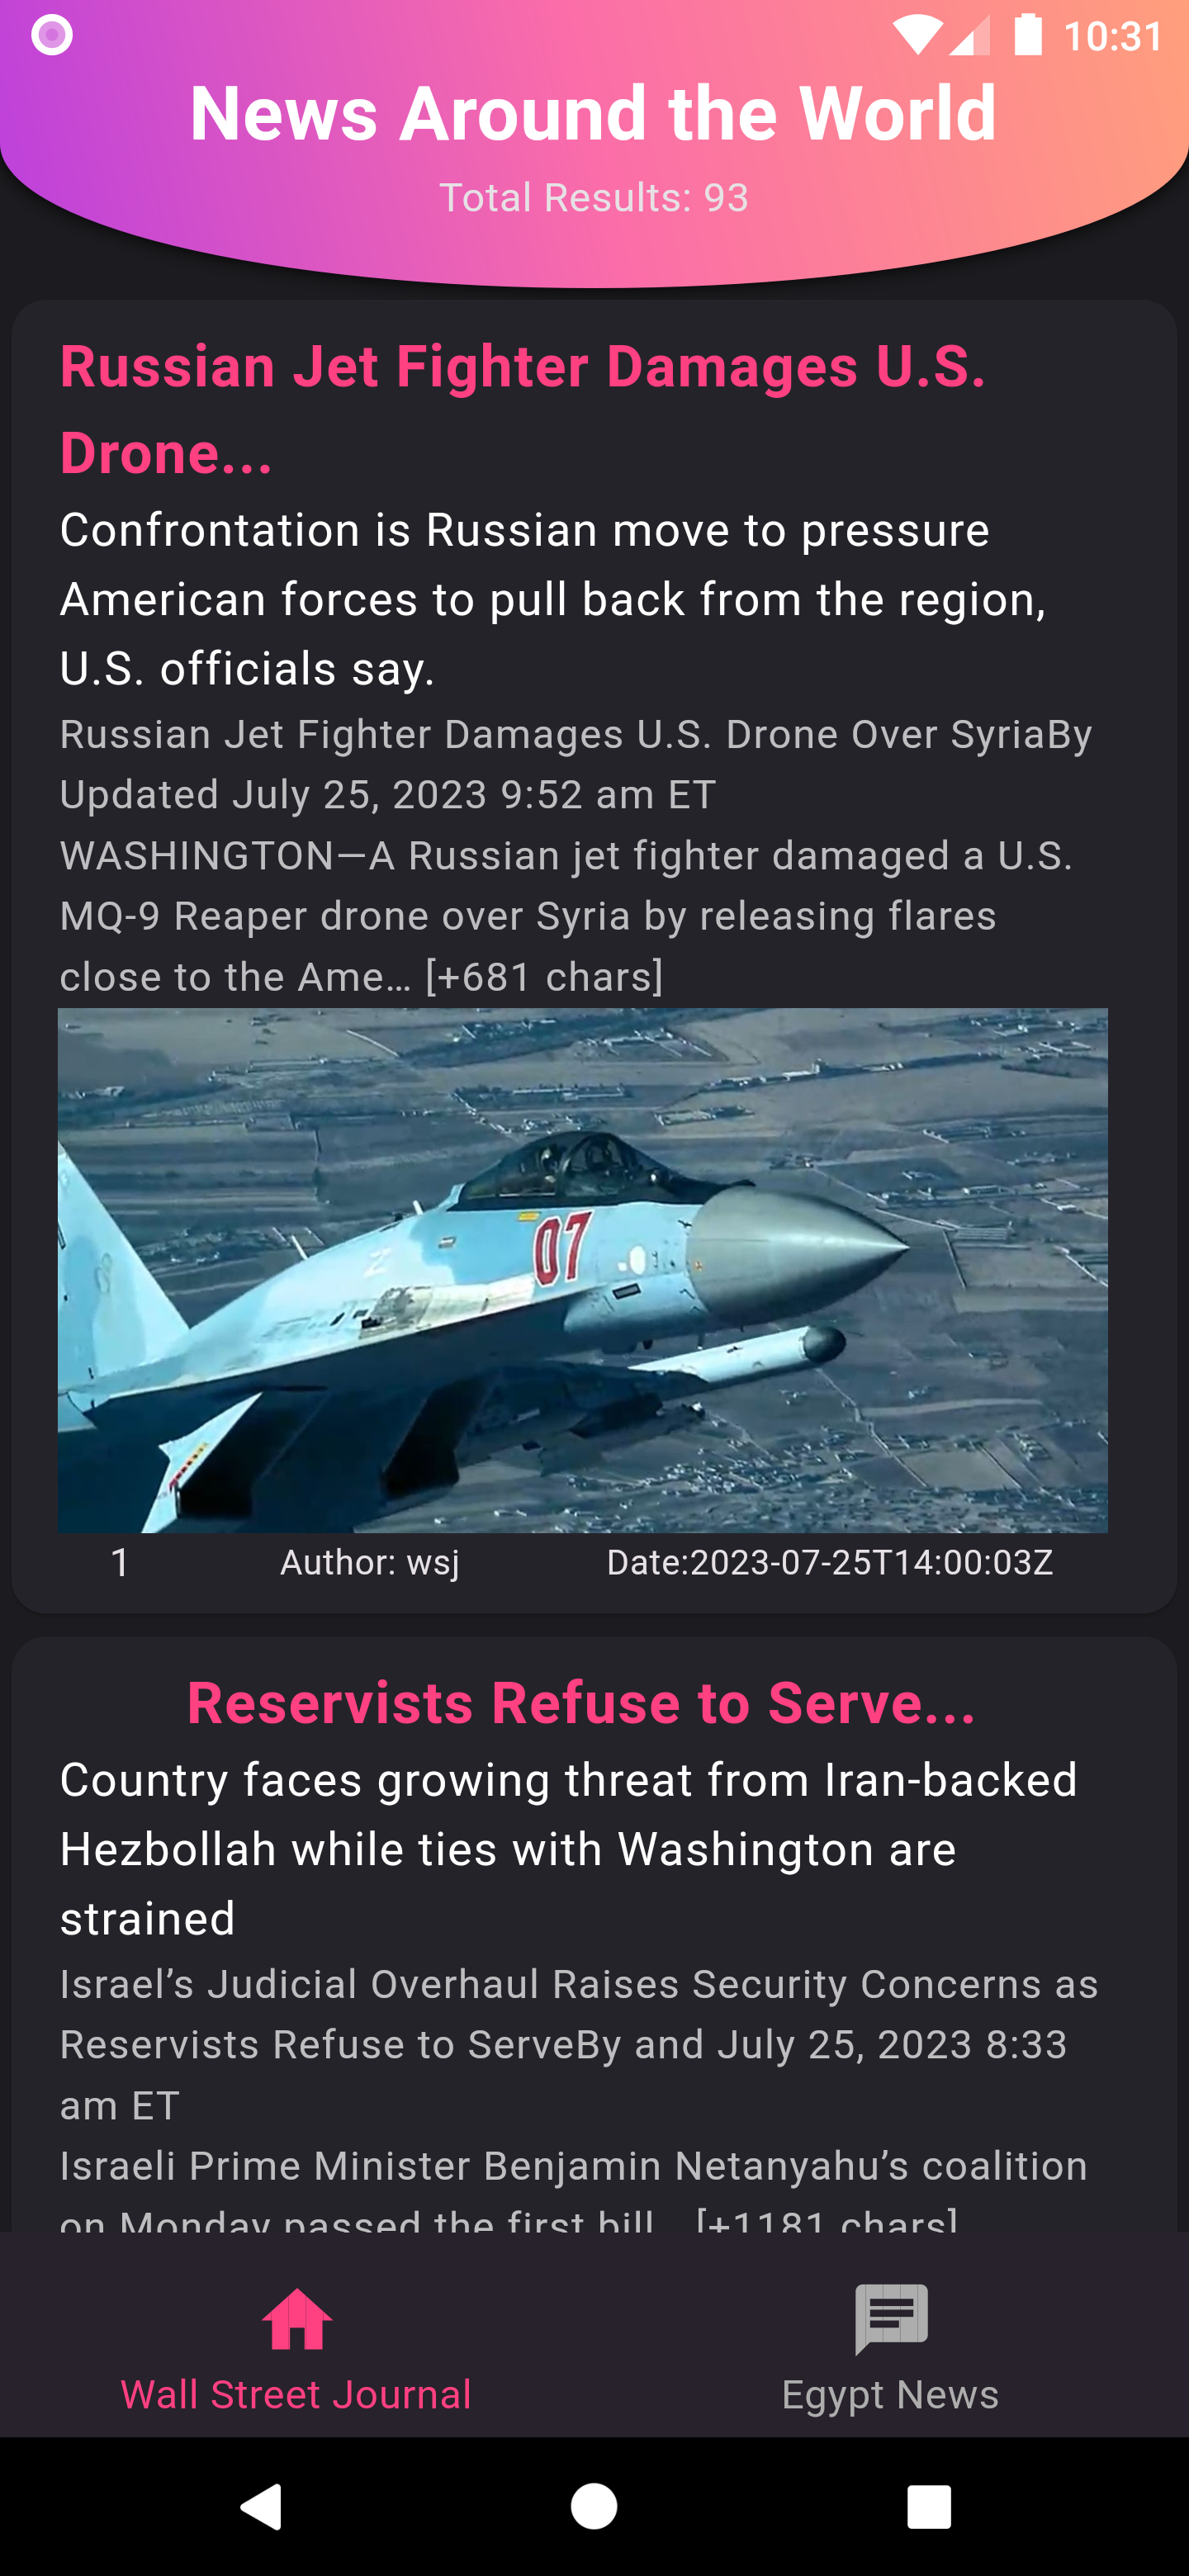 10:31
News Around the World
Total Results: 93
Russian Jet Fighter Damages U.S.
Drone...
Confrontation is Russian move to pressure
American forces to pull back from the region,
U.S. officials say.
Russian Jet Fighter Damages U.S. Drone Over SyriaBy
Updated July 25, 2023 9:52 am ET
WASHINGTON—A Russian jet fighter damaged a U.S.
MQ-9 Reaper drone over Syria by releasing flares
close to the Ame… [+681 chars]
07
1 Author: wsj Date:2023-07-25T14:00:03Z
Reservists Refuse to Serve...
Country faces growing threat from Iran-backed
Hezbollah while ties with Washington are
strained
Israel’s Judicial Overhaul Raises Security Concerns as
Reservists Refuse to ServeBy and July 25, 2023 8:33
am ET
Israeli Prime Minister Benjamin Netanyahu’s coalition
on Monday passed the first bill… [+1181 chars]
Wall Street Journal
Egypt News